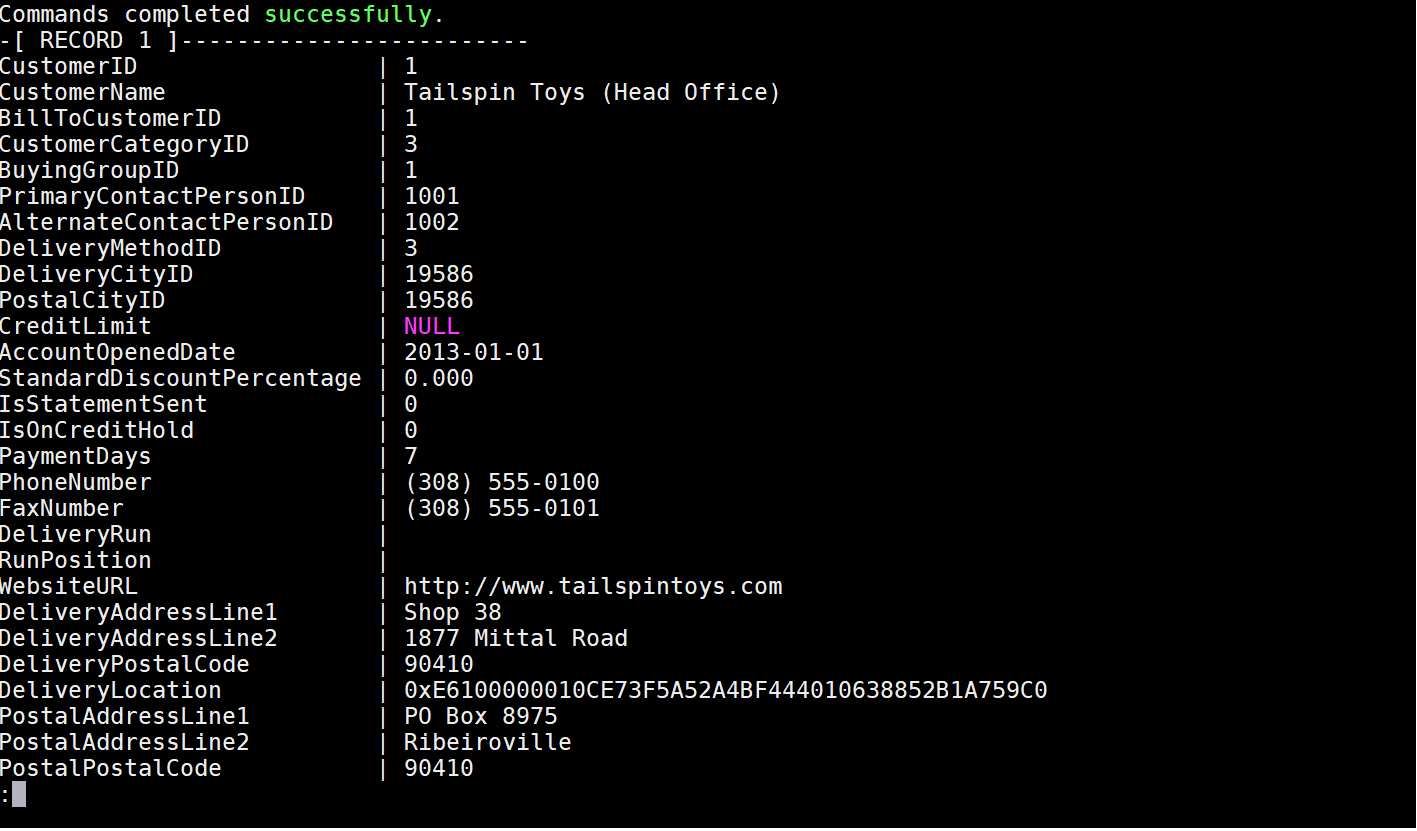 Commands completed successfully.
-[ RECORD 1 ]-------------------------
CustomerID                 | 1
CustomerName               | Tailspin Toys (Head Office)
BillToCustomerID           | 1
CustomerCategoryID         | 3
BuyingGroupID              | 1
PrimaryContactPersonID     | 1001
AlternateContactPersonID   | 1002
DeliveryMethodID           | 3
DeliveryCityID             | 19586
PostalCityID               | 19586
CreditLimit                | NULL
AccountOpenedDate          | 2013-01-01
StandardDiscountPercentage | 0.000
IsStatementSent            | 0
IsOnCreditHold             | 0
PaymentDays                | 7
PhoneNumber                | (308) 555-0100
FaxNumber                  | (308) 555-0101
DeliveryRun                |
RunPosition                |
WebsiteURL                 | http://www.tailspintoys.com
DeliveryAddressLine1       | Shop 38
DeliveryAddressLine2       | 1877 Mittal Road
DeliveryPostalCode         | 90410
DeliveryLocation           | 0xE6100000010CE73F5A52A4BF444010638852B1A759C0
PostalAddressLine1         | PO Box 8975
PostalAddressLine2         | Ribeiroville
PostalPostalCode           | 90410
: